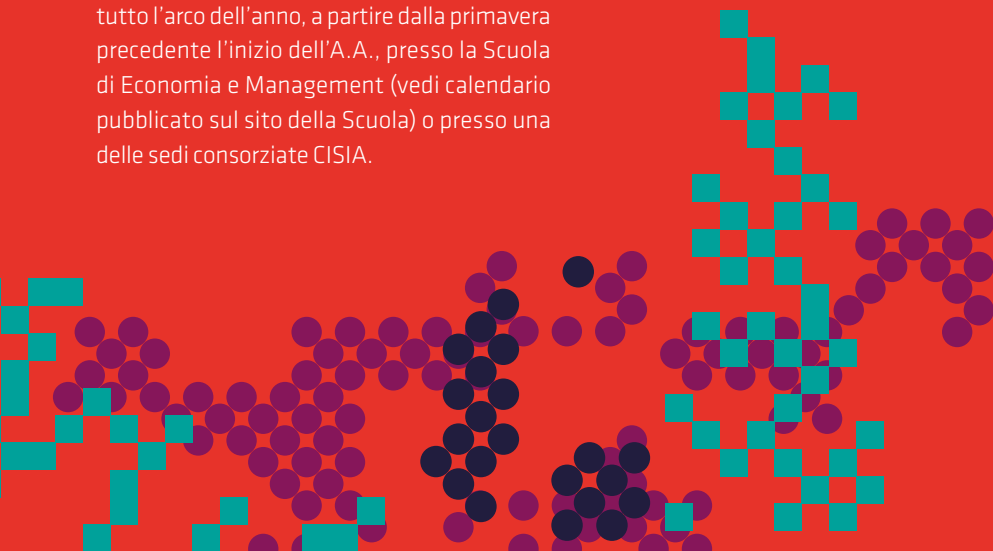 tutto l’arco dell’anno, a partire dalla primavera
precedente l’inizio dell’A.A., presso la Scuola
di Economia e Management (vedi calendario
pubblicato sul sito della Scuola) o presso una
delle sedi consorziate CISIA.